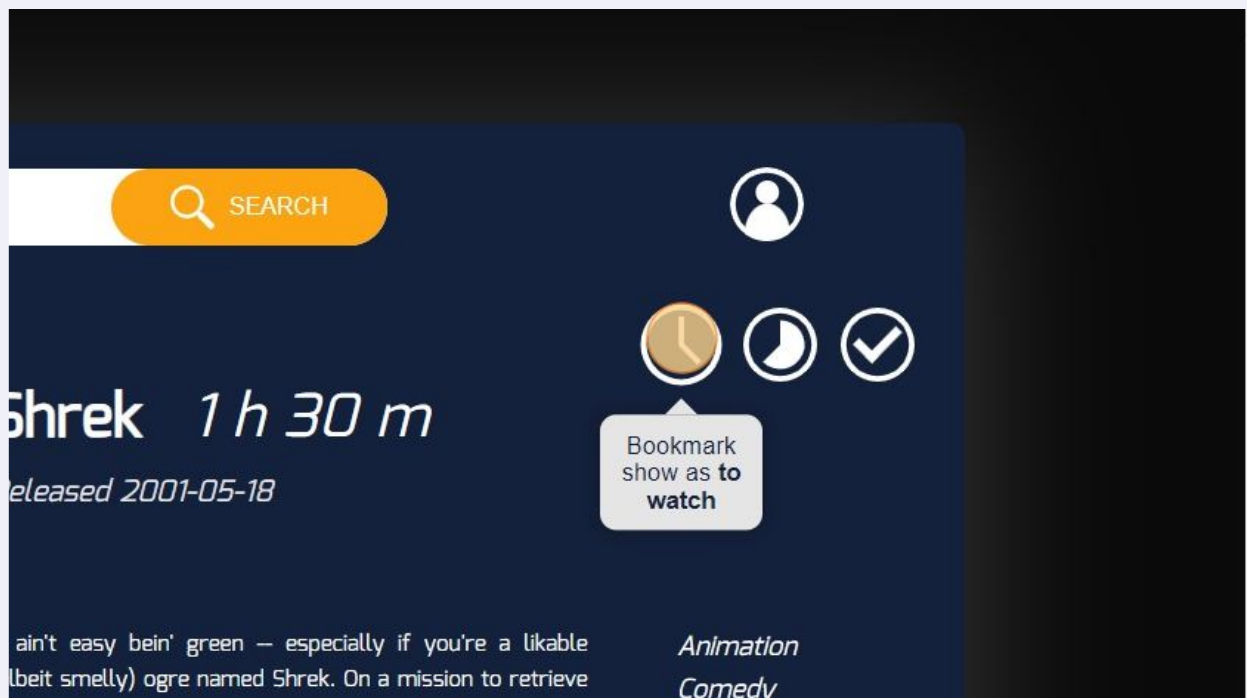 SEARCH
Shrek 1 h 30 m
eleased 2001-05-18
Bookmark
show as to
watch
ain't easy bein' green – especially if you're a likable
lbeit smelly) ogre named Shrek. On a mission to retrieve
Animation
Comedy